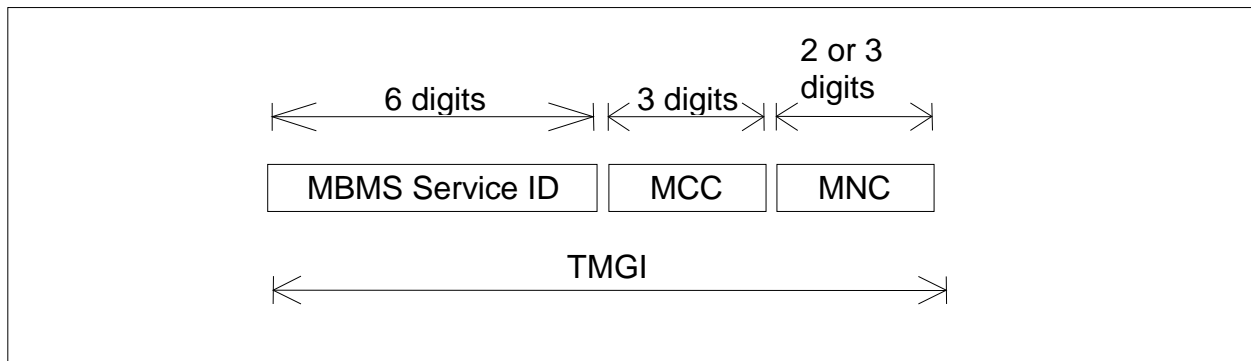 6 digits
3 digits
2 or 3
digits
MBMS Service ID
MCC
MNC
TMGI